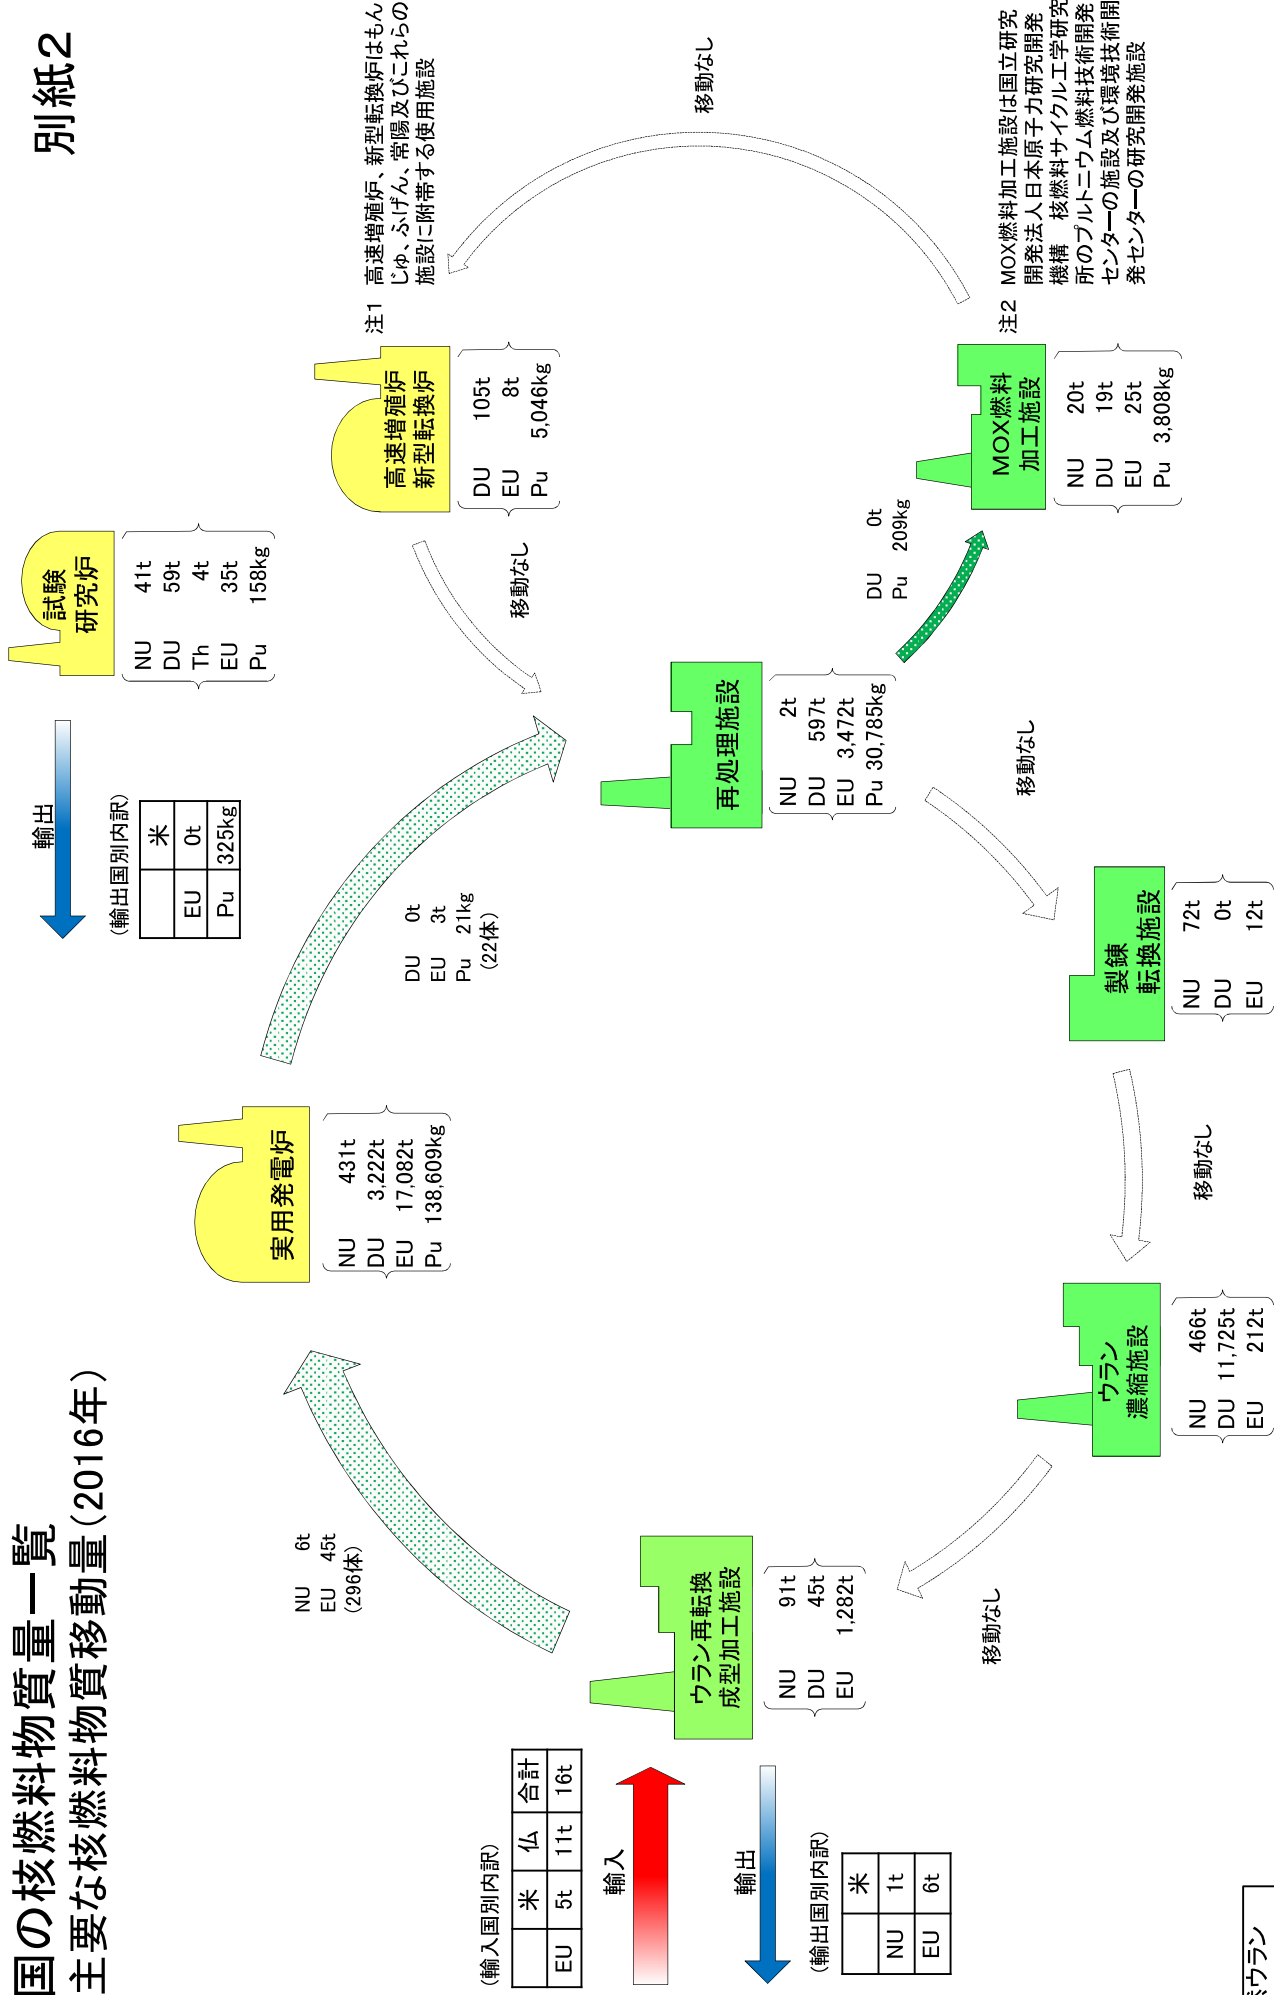 別紙２
国の核燃料物質量一覧
主要な核燃料物質移動量（2016年）
輸出
（輸出国別内訳）
米
EU 0t
Pu 325kg
試験
研究炉
NU 41t
DU 59t
Th 4t
EU 35t
Pu 158kg
高速増殖炉
新型転換炉
DU 105t
EU 8t
Pu 5,046kg
注１ 高速増殖炉、新型転換炉はもん
じゅ、ふげん、常陽及びこれらの
施設に附帯する使用施設
移動なし
実用発電炉
NU 431t
DU 3,222t
EU 17,082t
Pu 138,609kg
DU 0t
EU 3t
Pu 21kg
（22体）
移動なし
NU 6t
EU 45t
（296体）
再処理施設
NU 2t
DU 597t
EU 3,472t
Pu 30,785kg
DU 0t
Pu 209kg
MOX燃料
加工施設
NU 20t
DU 19t
EU 25t
Pu 3,808kg
注２ MOX燃料加工施設は国立研究
開発法人日本原子力研究開発
機構 核燃料サイクル工学研究
所のプルトニウム燃料技術開発
センターの施設及び環境技術開
発センターの研究開発施設
（輸入国別内訳）
米 仏 合計
EU 5t 11t 16t
輸入
輸出
（輸出国別内訳）
米
NU 1t
EU 6t
ウラン再転換
成型加工施設
NU 91t
DU 45t
EU 1,282t
移動なし
ウラン
濃縮施設
NU 466t
DU 11,725t
EU 212t
移動なし
製錬
転換施設
NU 72t
DU 0t
EU 12t
移動なし
ウラン